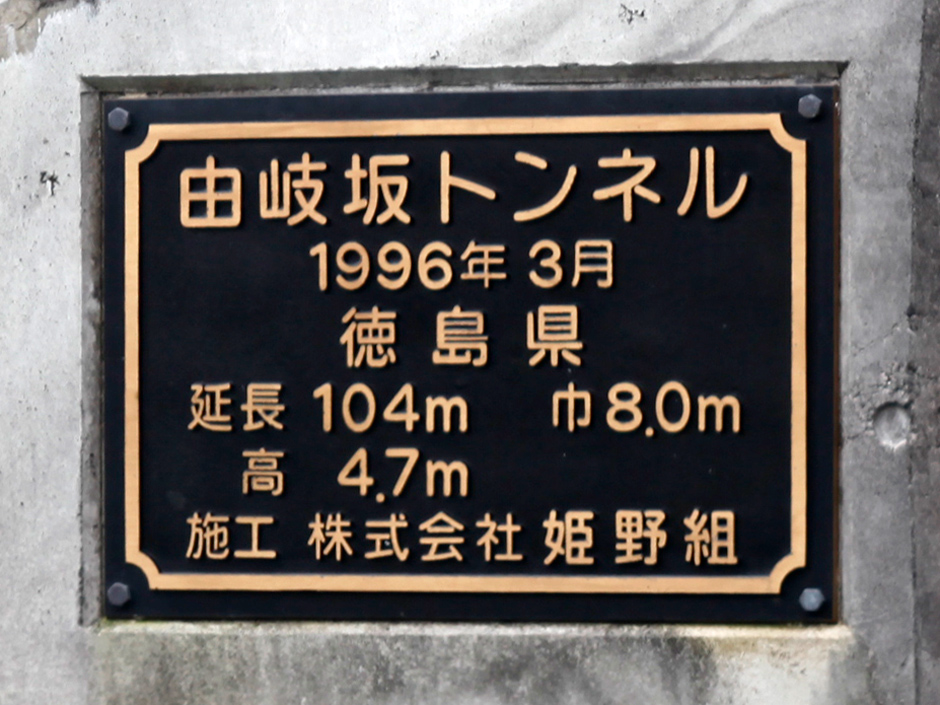 由岐坂トンネル
1996年 3月
徳島県
延長 104m 巾8.0m
高 4.7m
施工 株式会社 姫野組